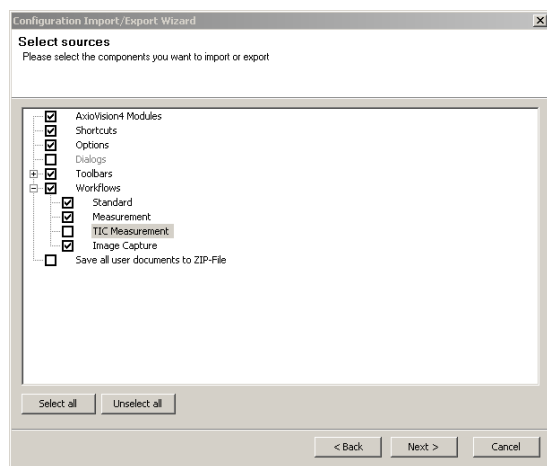 Configuration Import/Export Wizard
Select sources
Please select the components you want to import or export
AxioVision4 Modules
Shortcuts
Options
Dialogs
Toolbars
Workflows
Standard
Measurement
TIC Measurement
Image Capture
Save all user documents to ZIP-File
Select all Unselect all
< Back Next > Cancel